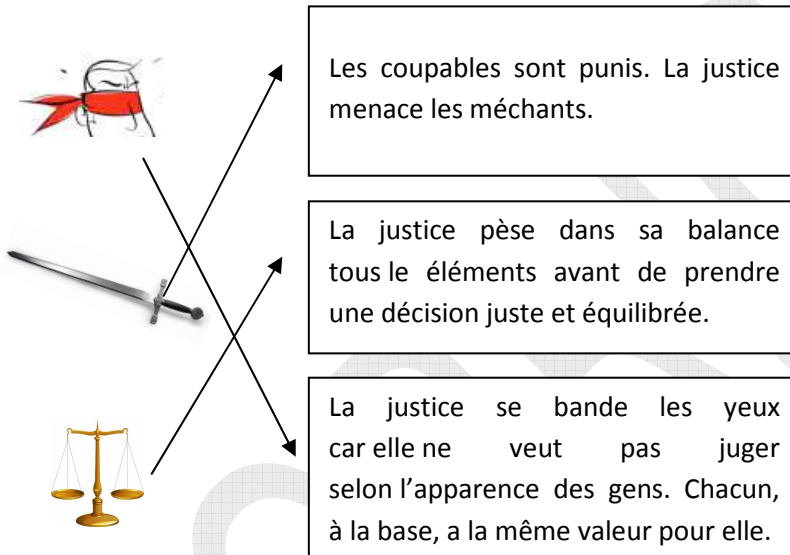 Les coupables sont punis. La justice
menace les méchants.
La justice pèse dans sa balance
tous le éléments avant de prendre
une décision juste et équilibrée.
La justice se bande les yeux
car elle ne veut pas juger
selon l’apparence des gens. Chacun,
à la base, a la même valeur pour elle.